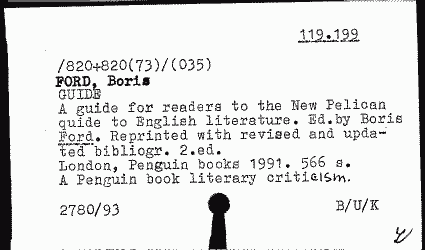 119.199
/820+820(73)/(035)
FORD, Boris
GUIDE
A guide for readers to the New Pelican
guide to English literature. Ed.by Boris
Ford. Reprinted with revised and upda-
ted bibliogr. 2.ed.
London, Penguin books 1991. 566 s.
A Penguin book literary criticism.
2780/93
B/U/K